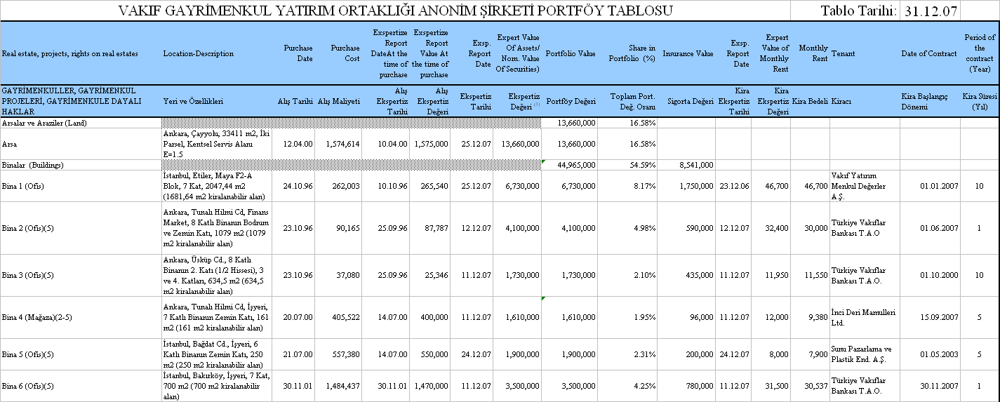 VAKIF GAYRİMENKUL YATIRIM ORTAKLIĞI ANONİM ŞİRKETİ PORTFÖY TABLOSU Tablo Tarihi: 31.12.07
Real estate, projects, rights on real estates
Location-Description
Purchase
Date
Purchase
Cost
Exspertize
Report
DateAt the
time of
purchase
Exspertize
Report
Value At
the time of
purchase
Exsp.
Report
Date
Expert Value
Of Assets/
Nom. Value
Of Securities)
Portfolio Value
Share in
Portfolio (%)
Insurance Value
Exsp.
Report
Date
Expert
Value of
Monthly
Rent
Monthly
Rent
Tenant
Date of Contract
Period of
the
contract
(Year)
GAYRİMENKULLER, GAYRİMENKUL
PROJELERİ, GAYRİMENKULE DAYALI
HAKLAR
Yeri ve Özellikleri
Alış Tarihi
Alış Maliyeti
Alış
Ekspertiz
Tarihi
Alış
Ekspertiz
Değeri
Ekspertiz
Tarihi
Ekspertiz
Değeri (1)
Portföy Değeri
Toplam Port.
Değ. Oranı
Sigorta Değeri
Kira
Ekspertiz
Tarihi
Kira
Ekspertiz
Değeri
Kira Bedeli
Kiracı
Kira Başlangıç
Dönemi
Kira Süresi
(Yıl)
Arsalar ve Araziler (Land) 13,660,000 16.58%
Arsa
Ankara, Çayyolu, 33411 m2, İki
Parsel, Kentsel Servis Alanı
E=1.5
12.04.00 1,574,614 10.04.00 1,575,000 25.12.07 13,660,000 13,660,000 16.58%
Binalar (Buildings) 44,965,000 54.59% 8,541,000
Bina 1 (Ofis)
İstanbul, Etiler, Maya F2-A
Blok, 7 Kat, 2047,44 m2
(1681,64 m2 kiralanabilir alan)
24.10.96 262,003 10.10.96 265,540 25.12.07 6,730,000 6,730,000 8.17% 1,750,000 23.12.06 46,700 46,700
Vakıf Yatırım
Menkul Değerler
A.Ş.
01.01.2007 10
Bina 2 (Ofis)(5)
Ankara, Tunalı Hilmi Cd, Finans
Market, 8 Katlı Binanın Bodrum
ve Zemin Katı, 1079 m2 (1079
m2 kiralanabilir alan)
23.10.96 90,165 25.09.96 87,787 12.12.07 4,100,000 4,100,000 4.98% 590,000 12.12.07 32,400 30,000
Türkiye Vakıflar
Bankası T.A.O
01.06.2007 1
Bina 3 (Ofis)(5)
Ankara, Üsküp Cd., 8 Katlı
Binanın 2. Katı (1/2 Hissesi), 3
ve 4. Katları, 634,5 m2 (634,5
m2 kiralanabilir alan)
23.10.96 37,080 25.09.96 25,346 11.12.07 1,730,000 1,730,000 2.10% 435,000 11.12.07 11,950 11,550
Türkiye Vakıflar
Bankası T.A.O.
01.10.2000 10
Bina 4 (Mağaza)(2-5)
Ankara, Tunalı Hilmi Cd, İşyeri,
7 Katlı Binanın Zemin Katı, 161
m2 (161 m2 kiralanabilir alan)
20.07.00 405,522 14.07.00 400,000 11.12.07 1,610,000 1,610,000 1.95% 96,000 11.12.07 12,000 9,380
İnci Deri Mamulleri
Ltd.
15.09.2007 5
Bina 5 (Ofis)(5)
İstanbul, Bağdat Cd., İşyeri, 6
Katlı Binanın Zemin Katı, 250
m2 (250 m2 kiralanabilir alan)
21.07.00 557,380 14.07.00 550,000 24.12.07 1,900,000 1,900,000 2.31% 200,000 24.12.07 8,000 7,900
Sunu Pazarlama ve
Plastik End. A.Ş.
01.05.2003 5
Bina 6 (Ofis)(5)
İstanbul, Bakırköy, İşyeri, 7 Kat,
700 m2 (700 m2 kiralanabilir
alan)
30.11.01 1,484,437 30.11.01 1,470,000 11.12.07 3,500,000 3,500,000 4.25% 780,000 11.12.07 31,500 30,537
Türkiye Vakıflar
Bankası T.A.O.
30.11.2007 1